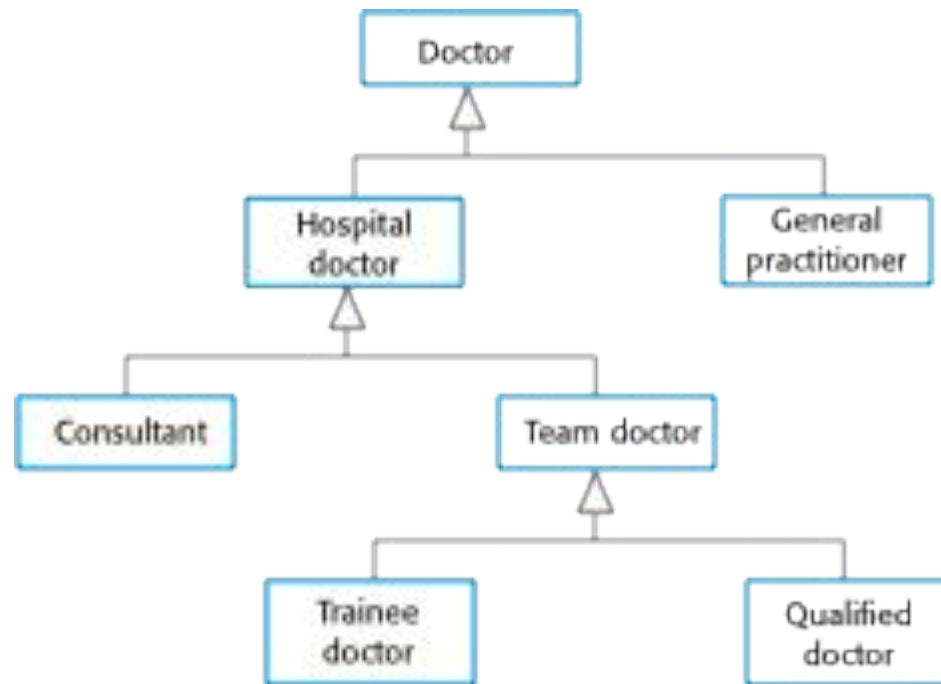 Doctor
Hospital
doctor
General
practitioner
Consultant
Team doctor
Trainee
doctor
Qualified
doctor